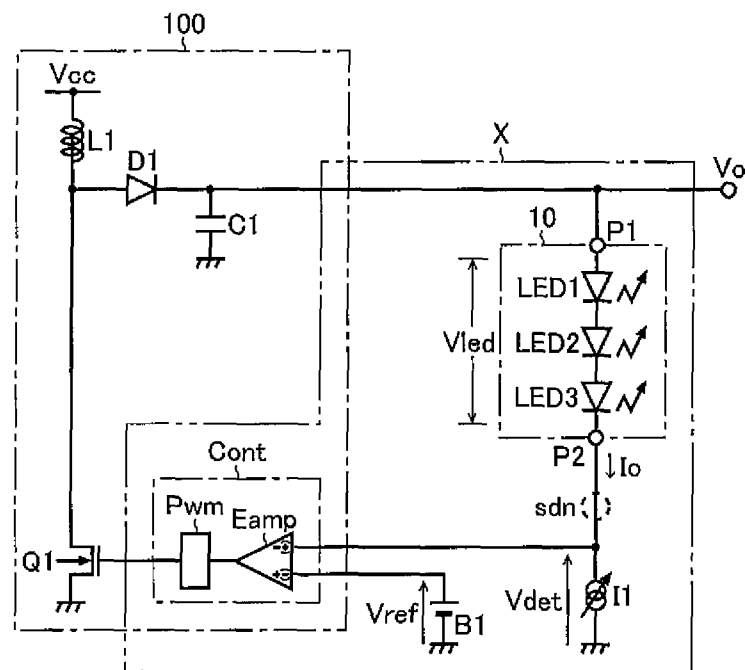 100
Vcc
L1
D1
C1
X
Vo
10
P1
LED1
LED2
LED3
Vled
P2
Io
sdn
Cont
Pwm
Eamp
Q1
Vref
B1
Vdet
I1